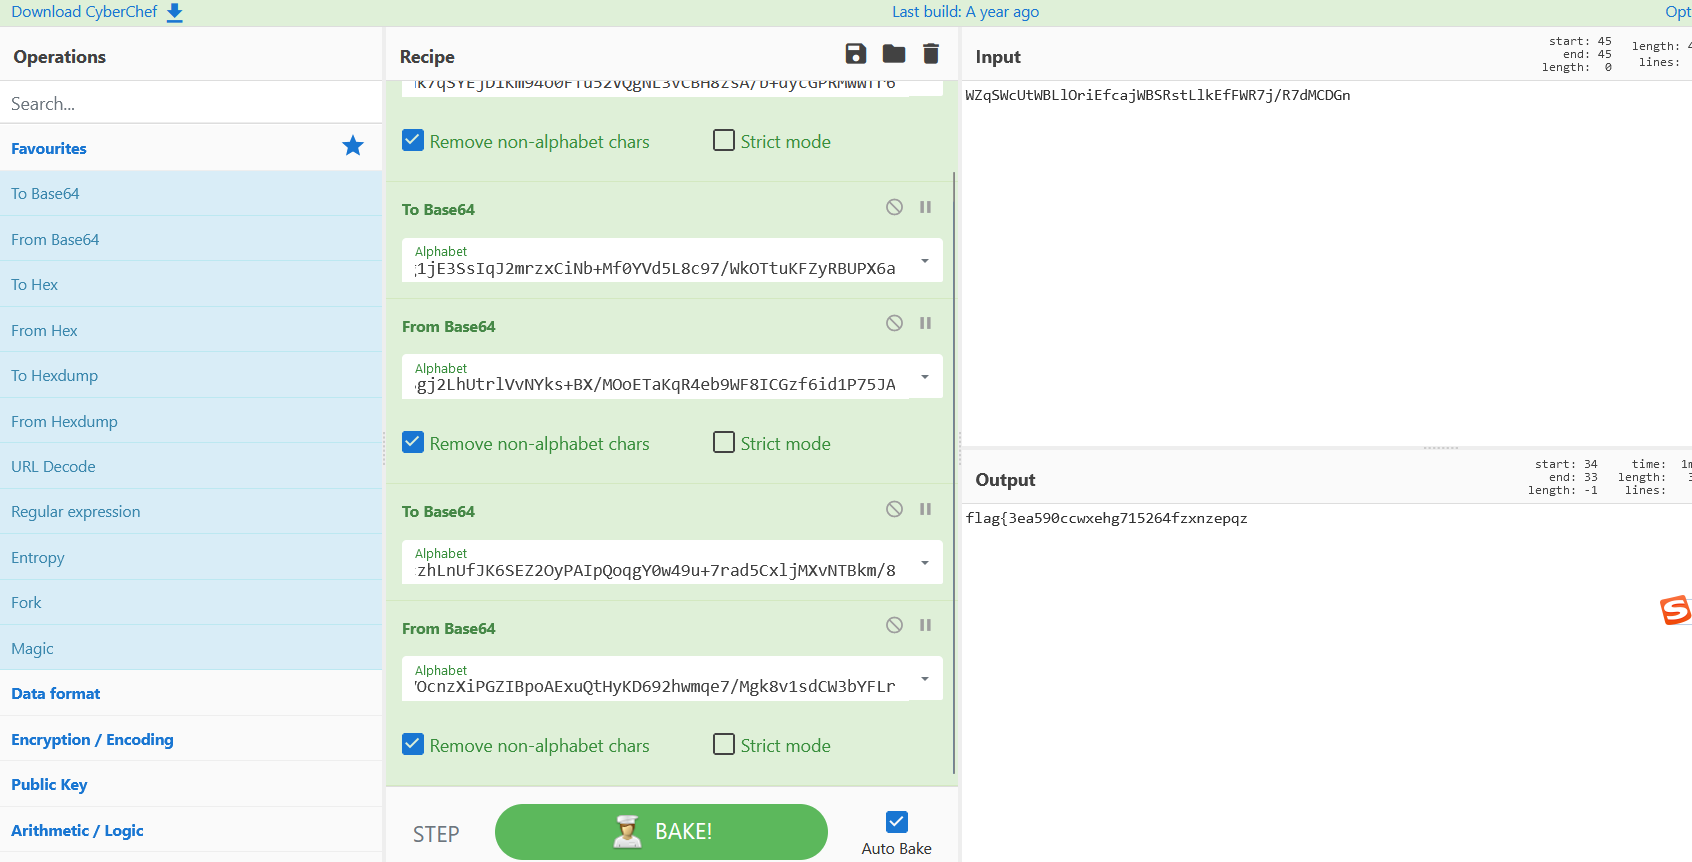 Download CyberChef
Last build: A year ago
Opt
Operations
Recipe
Input
start: 45
end: 45
length: 0
length: 4
lines:
Search...
WZqSWcUtWBLlOriEfcajWBSRstLlkEfFWR7j/R7dMCDGn
Favourites
To Base64
From Base64
To Hex
From Hex
To Hexdump
From Hexdump
URL Decode
Regular expression
Entropy
Fork
Magic
Data format
Encryption / Encoding
Public Key
Arithmetic / Logic
Remove non-alphabet chars
Strict mode
To Base64
Alphabet
1jE3SsIqJ2mrzxCiNb+Mf0YVd5L8c97/WkOTtuKFZyRBUPX6a
From Base64
Alphabet
gj2LhUtrlVvNYks+BX/MOoETaKqR4eb9WF8ICGzf6id1P75JA
Remove non-alphabet chars
Strict mode
To Base64
Alphabet
zhLnUfJK6SEZ2OyPAIpQoqgY0w49u+7rad5CxljMXvNTBkm/8
From Base64
Alphabet
OcnzXiPGZIBpoAExuQtHyKD692hwmqe7/Mgk8v1sdCW3bYFLr
Remove non-alphabet chars
Strict mode
STEP
BAKE!
Auto Bake
Output
start: 34
end: 33
length: -1
time: 1m
length: 3
lines:
flag{3ea590ccwxehg715264fzxnzepqz